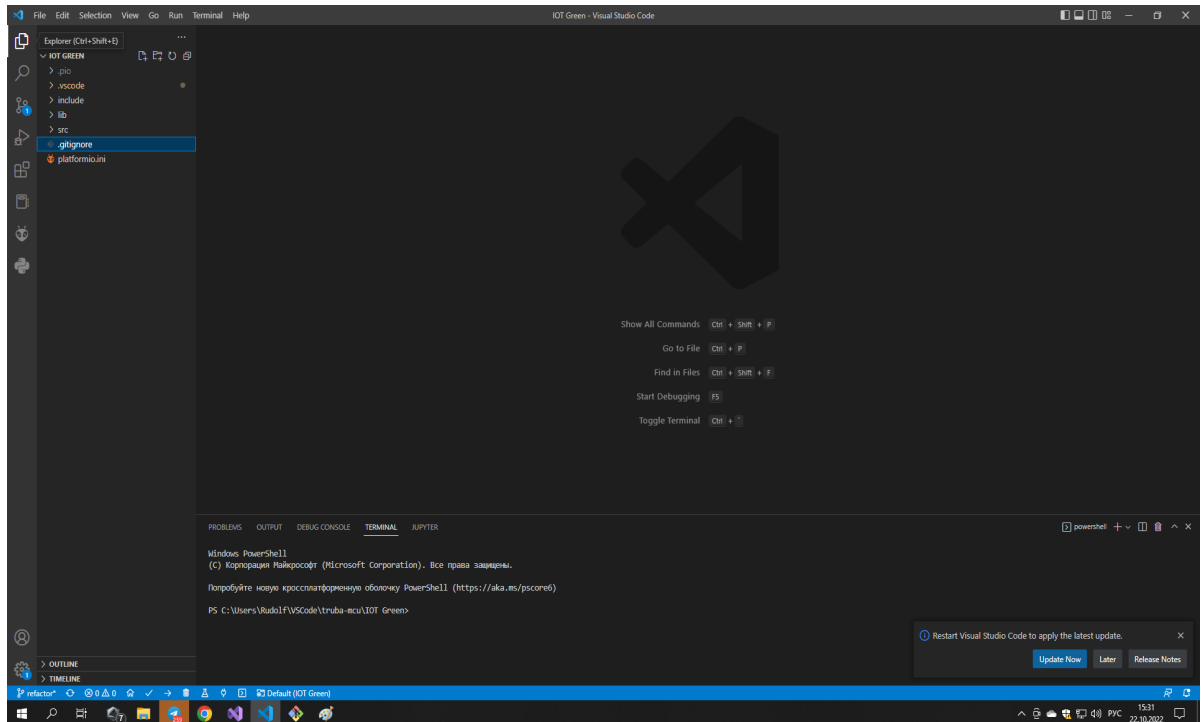 File Edit Selection View Go Run Terminal Help
IOT Green - Visual Studio Code
Explorer (Ctrl+Shift+E)
IOT GREEN
.pio
.vscode
include
lib
src
.gitignore
platformio.ini
Show All Commands Ctrl + Shift + P
Go to File Ctrl + P
Find in Files Ctrl + Shift + F
Start Debugging F5
Toggle Terminal Ctrl + `
PROBLEMS OUTPUT DEBUG CONSOLE TERMINAL JUPYTER
powershell
Windows PowerShell
(C) Корпорация Майкрософт (Microsoft Corporation). Все права защищены.
Попробуйте новую кроссплатформенную оболочку PowerShell (https://aka.ms/pscore6)
PS C:\Users\Rudolf\VSCode\truba-mcu\IOT Green>
Restart Visual Studio Code to apply the latest update.
Update Now Later Release Notes
OUTLINE
TIMELINE
refactor* 0 0 0 Default (IOT Green)
РУС 15:31
22.10.2022